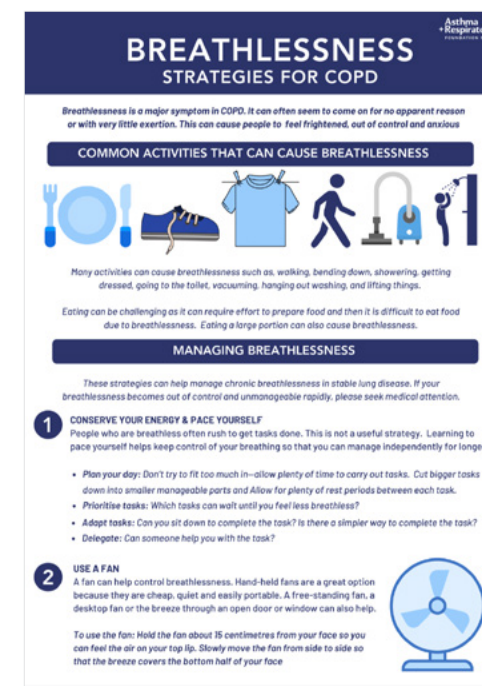 Asthma
BREATHLESSNESS
STRATEGIES FOR COPD
Breathlessness is a major symptom in COPD. It can often seem to come on for no apparent reason
or with very little exertion. This can cause people to feel frightened, out of control and anxious
COMMON ACTIVITIES THAT CAN CAUSE BREATHLESSNESS
Many activities can cause breathlessness such as, walking, bending down, showering, getting
dressed, going to the toilet, vacuuming, hanging out washing, and lifting things.
Eating can be challenging as it can require effort to prepare food and then it is difficult to eat food
due to breathlessness. Eating a large portion can also cause breathlessness.
MANAGING BREATHLESSNESS
These strategies can help manage chronic breathlessness in stable lung disease. If your
breathlessness becomes out of control and unmanageable rapidly, please seek medical attention.
1 CONSERVE YOUR ENERGY & PACE YOURSELF
People who are breathless often rush to get tasks done. This is not a useful strategy. Learning to
pace yourself helps keep control of your breathing so that you can manage independently for longe
• Plan your day: Don't try to fit too much in—allow plenty of time to carry out tasks. Cut bigger tasks
down into smaller manageable parts and Allow for plenty of rest periods between each task.
• Prioritise tasks: Which tasks can wait until you feel less breathless?
• Adapt tasks: Can you sit down to complete the task? Is there a simpler way to complete the task?
• Delegate: Can someone help you with the task?
2 USE A FAN
A fan can help control breathlessness. Hand-held fans are a great option
because they are cheap, quiet and easily portable. A free-standing fan, a
desktop fan or the breeze through an open door or window can also help.
To use the fan: Hold the fan about 15 centimetres from your face so you
can feel the air on your top lip. Slowly move the fan from side to side so
that the breeze covers the bottom half of your face